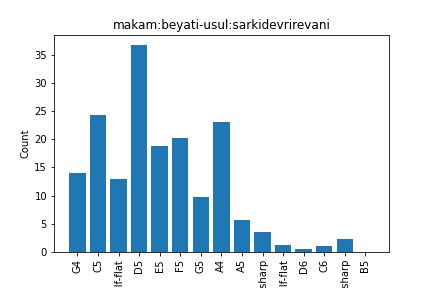 makam:beyati-usul:sarkidevrirevani
Count
35
30
25
20
15
10
5
0
G4
C5
lf-flat
D5
E5
F5
G5
A4
A5
sharp
lf-flat
D6
C6
sharp
B5